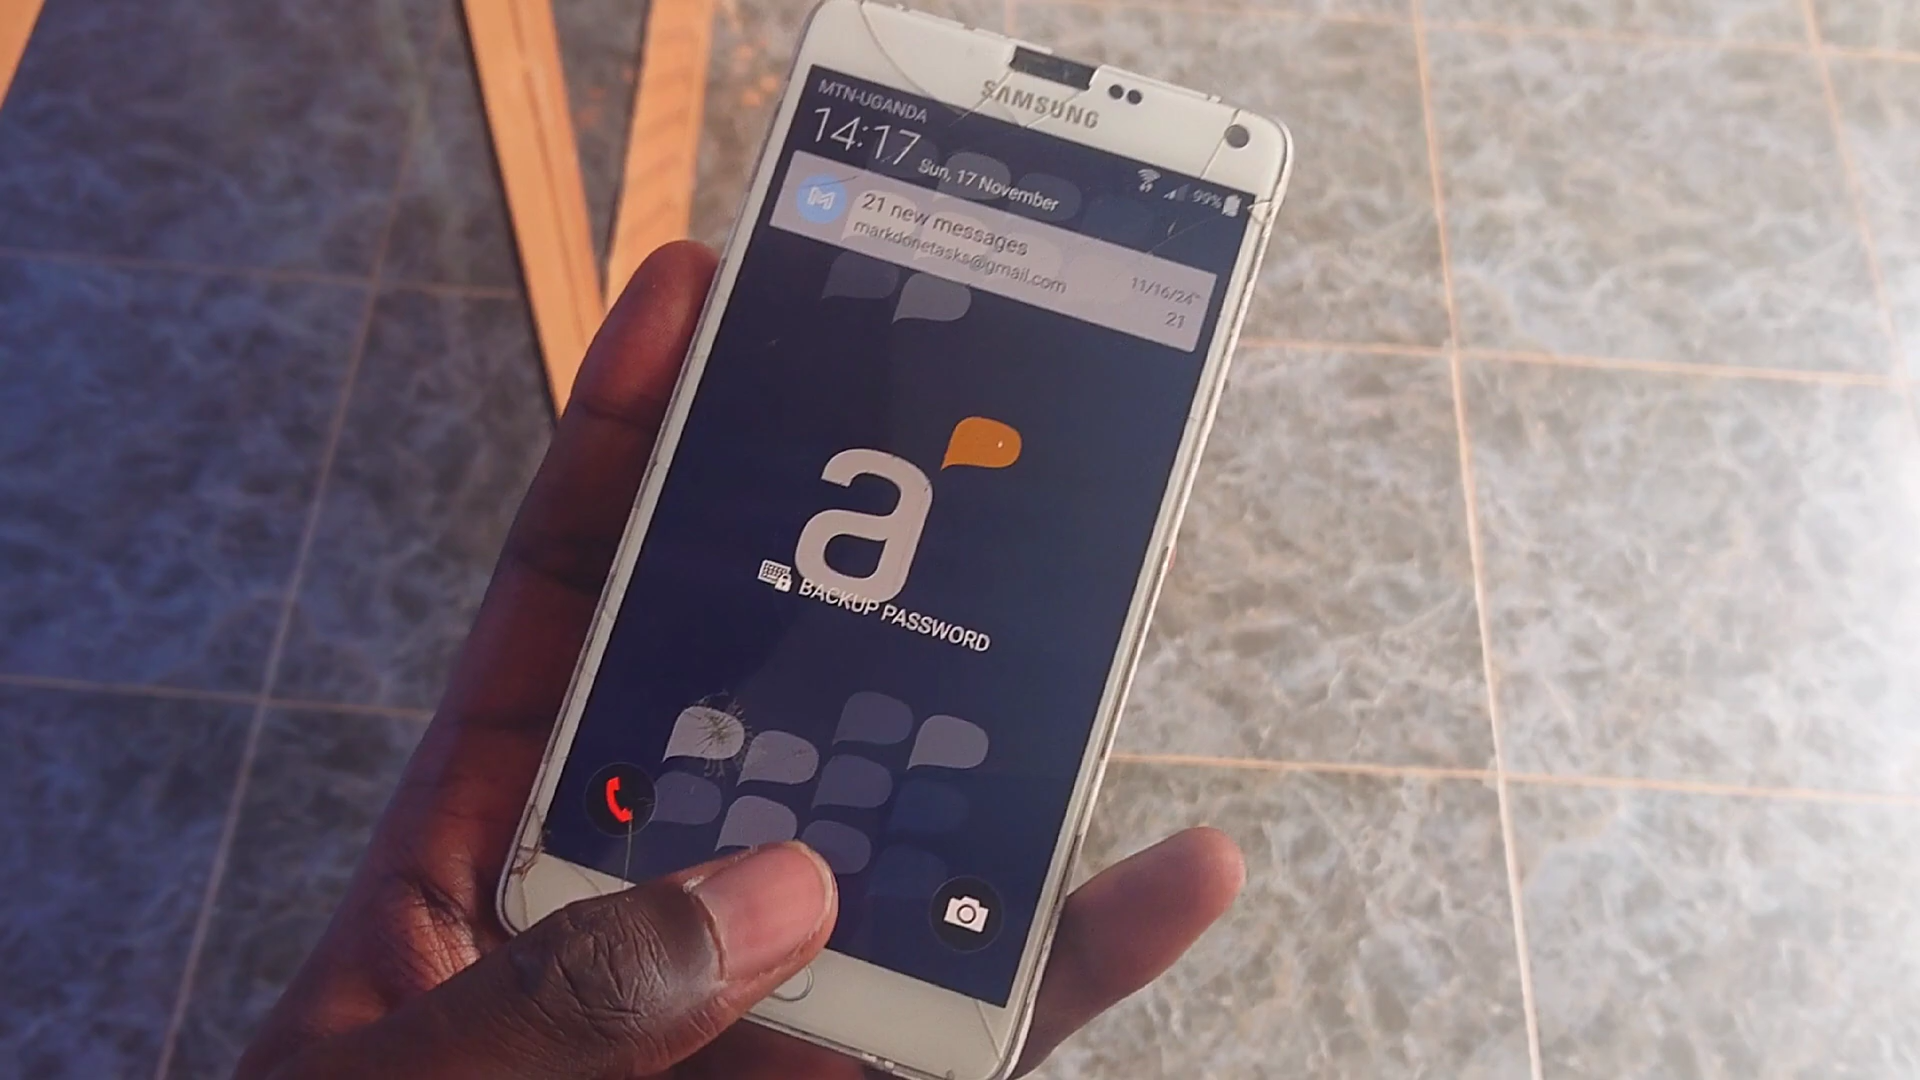 SAMSUNG
MTN-UGANDA
14:17 Sun, 17 November
99%
21 new messages
markdonetasks@gmail.com
11/16/24
21
a
BACKUP PASSWORD